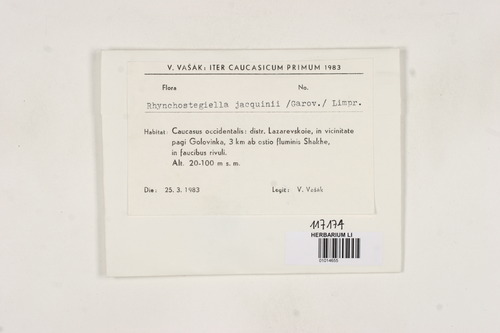 V. VAŠÁK: ITER CAUCASICUM PRIMUM 1983
Flora No.
Rhynchostegiella jacquinii /Garov./ Limpr.
Habitat: Caucasus occidentalis: distr. Lazarevskoie, in vicinitate
pagi Golovinka, 3 km ab ostio fluminis Shakhe,
in faucibus rivuli.
Alt. 20-100 m s. m.
Die: 25. 3. 1983 Legit: V. Vašák
117174
HERBARIUM LI
01014655